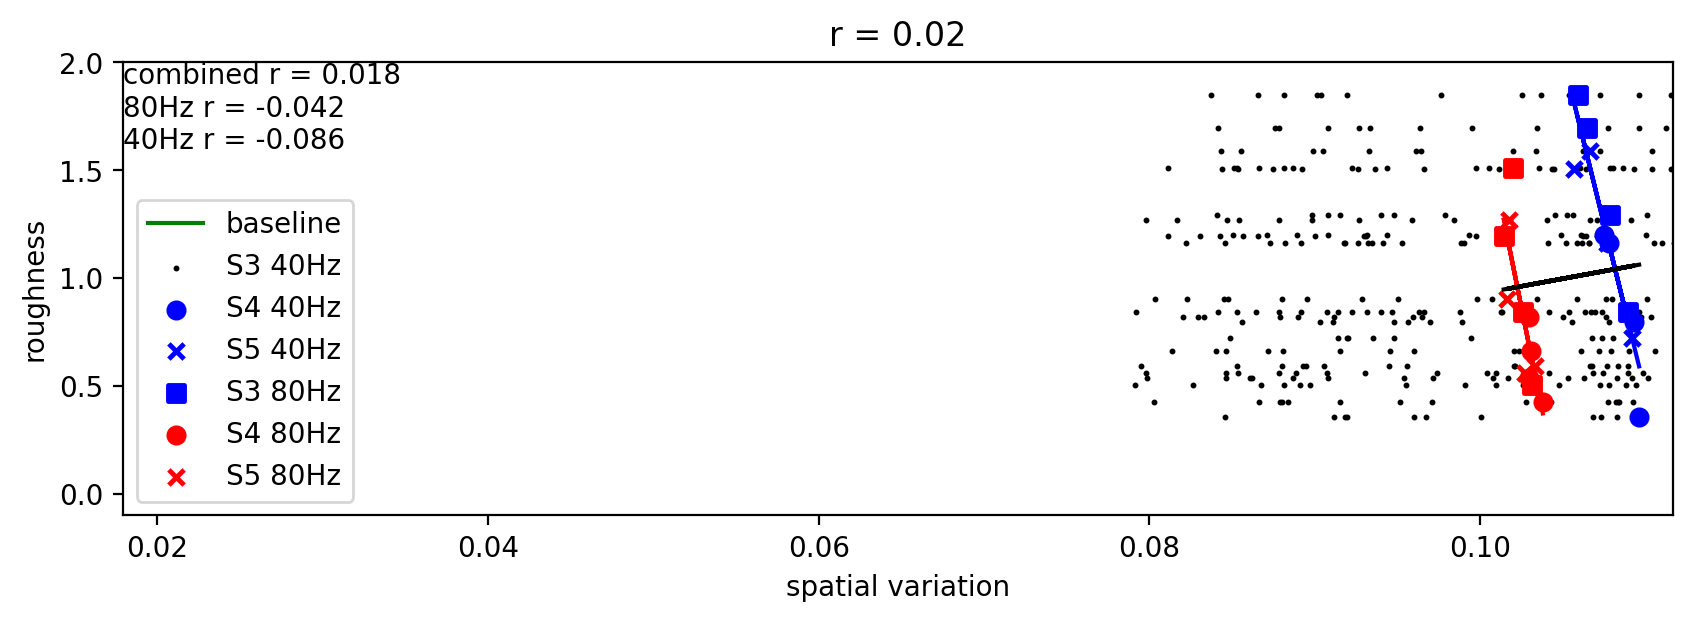 r = 0.02
combined r = 0.018
80Hz r = -0.042
40Hz r = -0.086
baseline
S3 40Hz
S4 40Hz
S5 40Hz
S3 80Hz
S4 80Hz
S5 80Hz
roughness
2.0
1.5
1.0
0.5
0.0
0.02 0.04 0.06 0.08 0.10
spatial variation